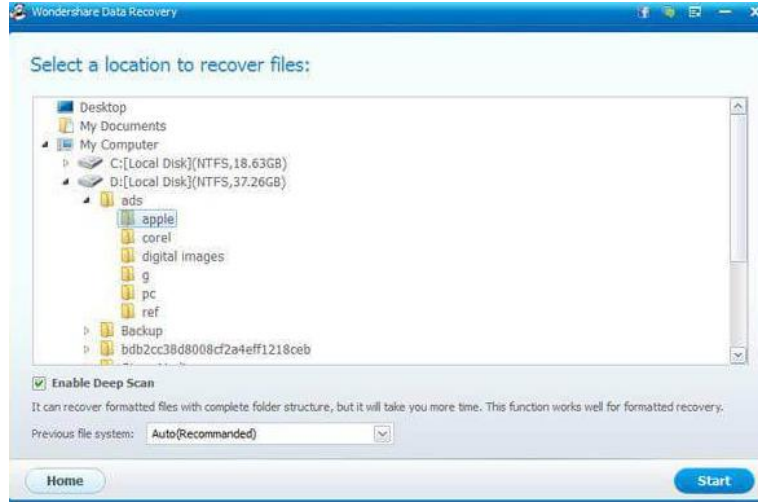 Wondershare Data Recovery
Select a location to recover files:
Desktop
My Documents
My Computer
C:[Local Disk](NTFS,18.63GB)
D:[Local Disk](NTFS,37.26GB)
ads
apple
corel
digital images
g
pc
ref
Backup
bdb2cc38d8008cf2a4eff1218ceb
Enable Deep Scan
It can recover formatted files with complete folder structure, but it will take you more time. This function works well for formatted recovery.
Previous file system: Auto(Recommanded)
Home Start